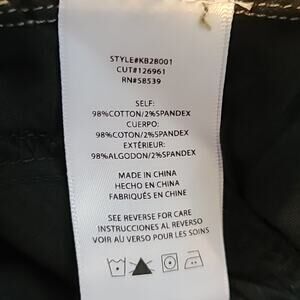 STYLE#KB28001
CUT#126961
RN#58539
SELF:
98%COTTON/2%SPANDEX
CUERPO:
98%COTON/2%SPANDEX
EXTÉRIEUR:
98%ALGODON/2%SPANDEX
MADE IN CHINA
HECHO EN CHINA
FABRIQUÉS EN CHINE
SEE REVERSE FOR CARE
INSTRUCCIONES AL REVERSO
VOIR AU VERSO POUR LES SOINS